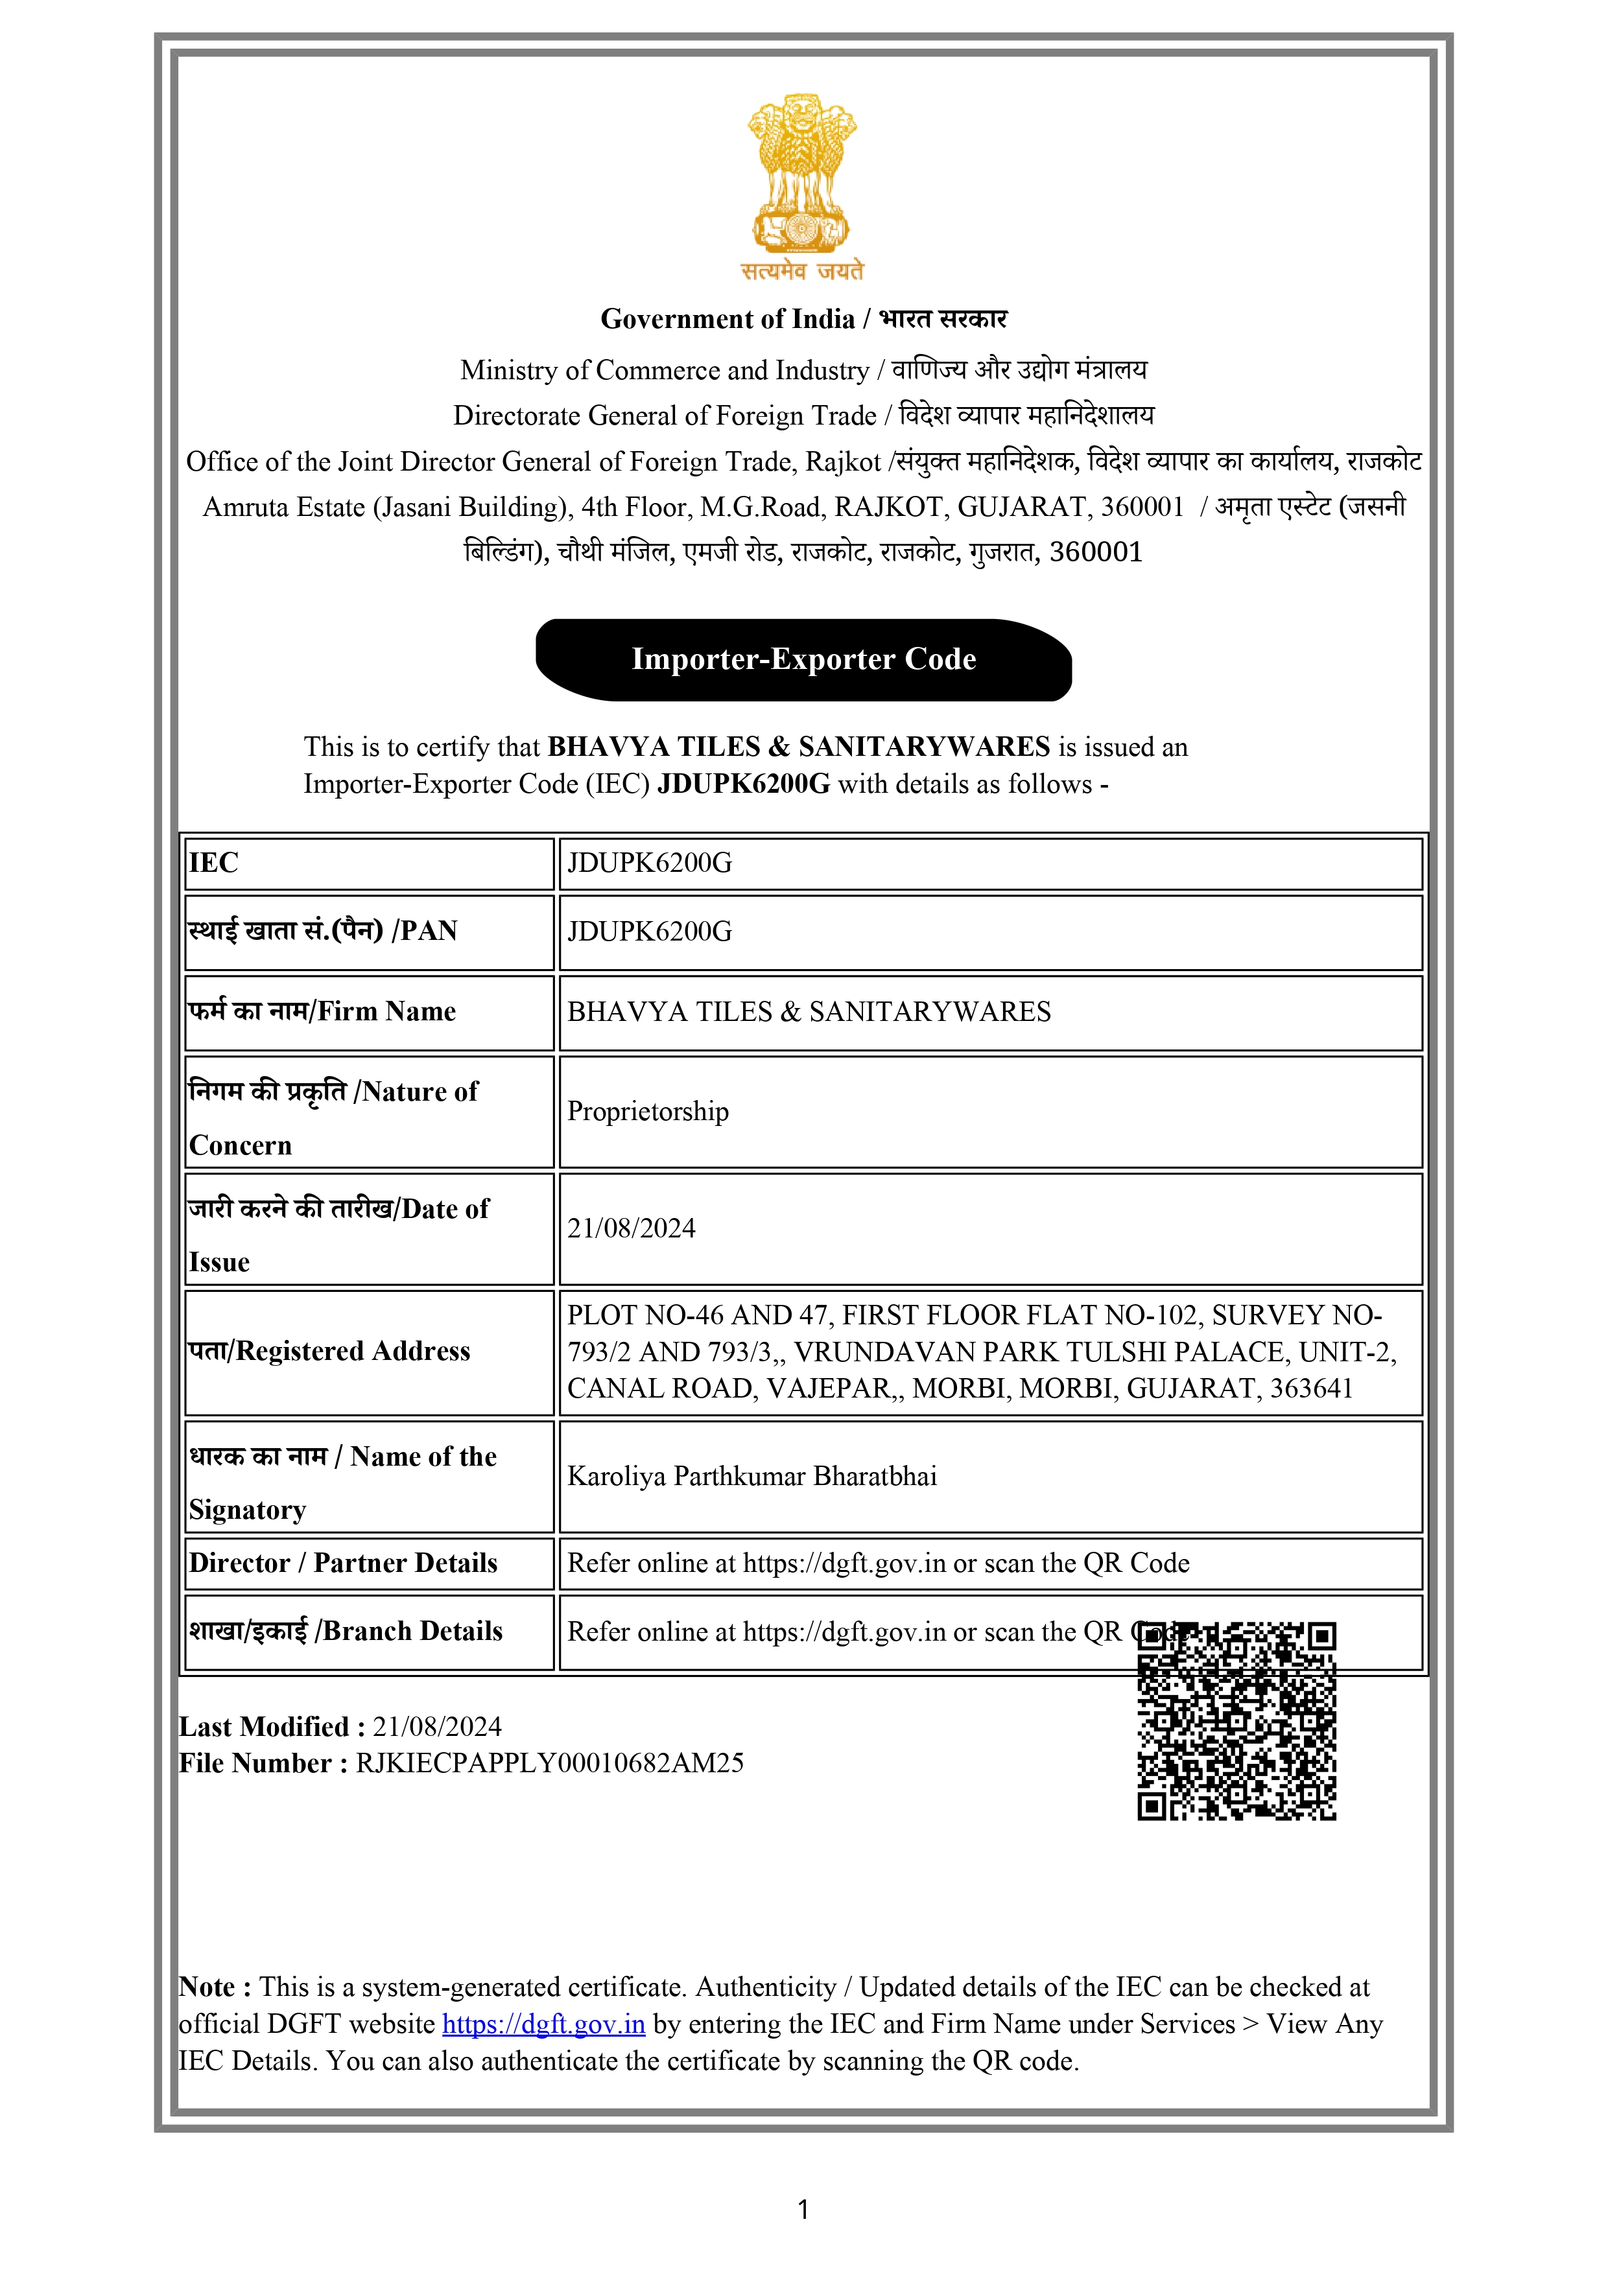 सत्यमेव जयते
Government of India / भारत सरकार
Ministry of Commerce and Industry / वाणिज्य और उद्योग मंत्रालय
Directorate General of Foreign Trade / विदेश व्यापार महानिदेशालय
Office of the Joint Director General of Foreign Trade, Rajkot /संयुक्त महानिदेशक, विदेश व्यापार का कार्यालय, राजकोट
Amruta Estate (Jasani Building), 4th Floor, M.G.Road, RAJKOT, GUJARAT, 360001 / अमृता एस्टेट (जसनी
बिल्डिंग), चौथी मंजिल, एमजी रोड, राजकोट, राजकोट, गुजरात, 360001
Importer-Exporter Code
This is to certify that BHAVYA TILES & SANITARYWARES is issued an
Importer-Exporter Code (IEC) JDUPK6200G with details as follows -
IEC JDUPK6200G
स्थाई खाता सं.(पैन) /PAN JDUPK6200G
फर्म का नाम/Firm Name BHAVYA TILES & SANITARYWARES
निगम की प्रकृति /Nature of
Concern
Proprietorship
जारी करने की तारीख/Date of
Issue
21/08/2024
पता/Registered Address
PLOT NO-46 AND 47, FIRST FLOOR FLAT NO-102, SURVEY NO-
793/2 AND 793/3,, VRUNDAVAN PARK TULSHI PALACE, UNIT-2,
CANAL ROAD, VAJEPAR,, MORBI, MORBI, GUJARAT, 363641
धारक का नाम / Name of the
Signatory
Karoliya Parthkumar Bharatbhai
Director / Partner Details Refer online at https://dgft.gov.in or scan the QR Code
शाखा/इकाई /Branch Details Refer online at https://dgft.gov.in or scan the QR Code
Last Modified : 21/08/2024
File Number : RJKIECPAPPLY00010682AM25
Note : This is a system-generated certificate. Authenticity / Updated details of the IEC can be checked at
official DGFT website https://dgft.gov.in by entering the IEC and Firm Name under Services > View Any
IEC Details. You can also authenticate the certificate by scanning the QR code.
1